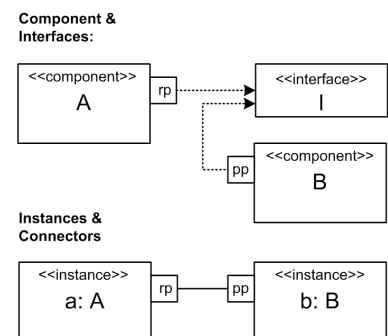 Component &
Interfaces:
<<component>>
A
rp
<<interface>>
I
<<component>>
B
pp
Instances &
Connectors
<<instance>>
a: A
rp
pp
<<instance>>
b: B